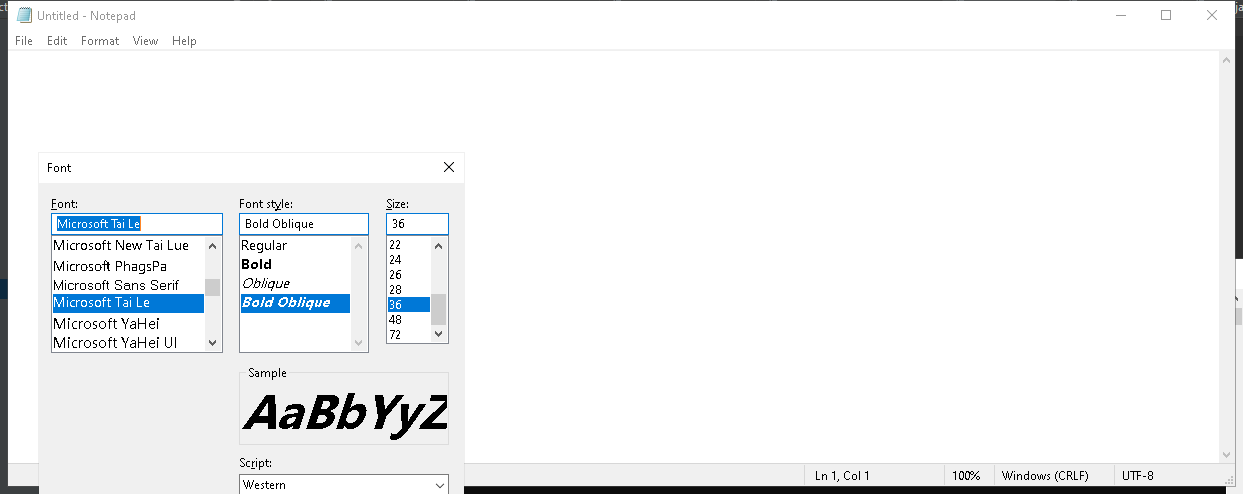 Untitled - Notepad
File Edit Format View Help
Font
Font: Font style: Size:
Microsoft Tai Le Bold Oblique 36
Microsoft New Tai Lue
Microsoft PhagsPa
Microsoft Sans Serif
Microsoft Tai Le
Microsoft YaHei
Microsoft YaHei UI
Regular
Bold
Oblique
Bold Oblique
22
24
26
28
36
48
72
Sample
AaBbYyZ
Script:
Western
Ln 1, Col 1 100% Windows (CRLF) UTF-8